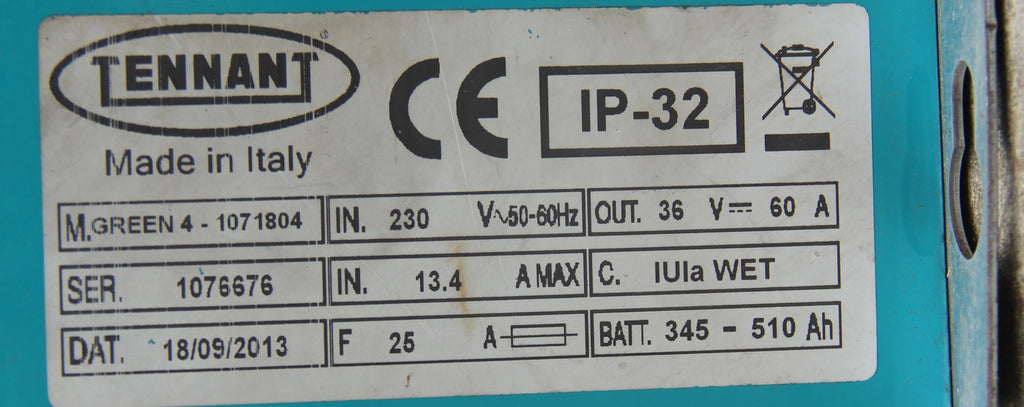 TENNANT
Made in Italy
CE
IP-32
M.GREEN 4 - 1071804
IN. 230 V~50-60Hz
OUT. 36 V⎓ 60 A
SER. 1076676
IN. 13.4 A MAX
C. IUIa WET
DAT. 18/09/2013
F 25 A
BATT. 345 - 510 Ah